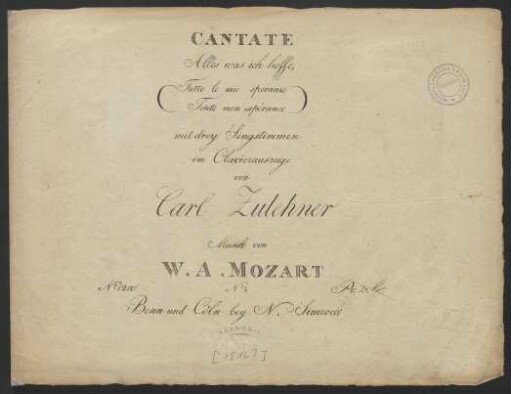 CANTATE
Alles was ich hoffe,
Tutte le mie speranze
Toute mon espérance
mit drey Singstimmen
im Clavierauszuge
von
Carl Zulehner
Musik von
W. A. MOZART
Bonn und Cöln bey N. Simrock